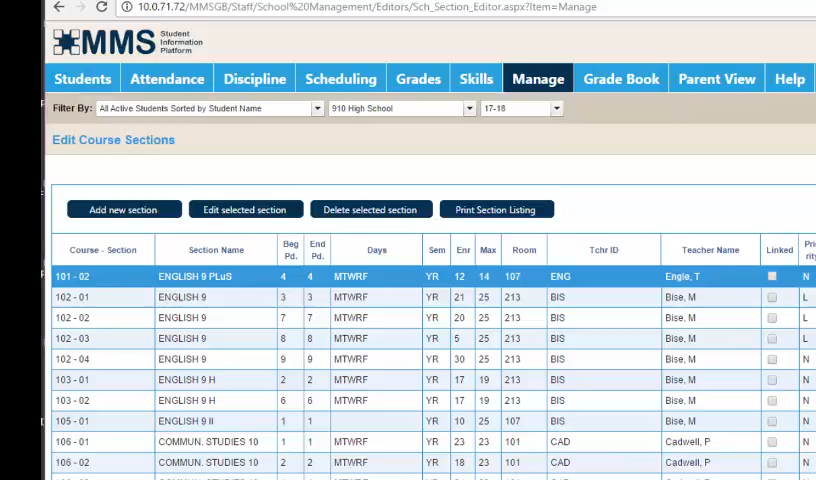 10.0.71.72/MMSGB/Staff/School%20Management/Editors/Sch_Section_Editor.aspx?Item=Manage
MMS Student Information Platform
Students Attendance Discipline Scheduling Grades Skills Manage Grade Book Parent View Help
Filter By: All Active Students Sorted by Student Name 910 High School 17-18
Edit Course Sections
Add new section Edit selected section Delete selected section Print Section Listing
Course - Section Section Name Beg Pd. End Pd. Days Sem Enr Max Room Tchr ID Teacher Name Linked Prio rity
101 - 02 ENGLISH 9 PLuS 4 4 MTWRF YR 12 14 107 ENG Engle, T N
102 - 01 ENGLISH 9 3 3 MTWRF YR 21 25 213 BIS Bise, M L
102 - 02 ENGLISH 9 7 7 MTWRF YR 20 25 213 BIS Bise, M L
102 - 03 ENGLISH 9 8 8 MTWRF YR 5 25 213 BIS Bise, M L
102 - 04 ENGLISH 9 9 9 MTWRF YR 30 25 213 BIS Bise, M N
103 - 01 ENGLISH 9 H 2 2 MTWRF YR 17 19 213 BIS Bise, M N
103 - 02 ENGLISH 9 H 6 6 MTWRF YR 17 19 213 BIS Bise, M N
105 - 01 ENGLISH 9 II 1 1 YR 10 25 107 BIS Bise, M N
106 - 01 COMMUN. STUDIES 10 1 1 MTWRF YR 23 23 101 CAD Cadwell, P N
106 - 02 COMMUN. STUDIES 10 2 2 MTWRF YR 18 23 101 CAD Cadwell, P N